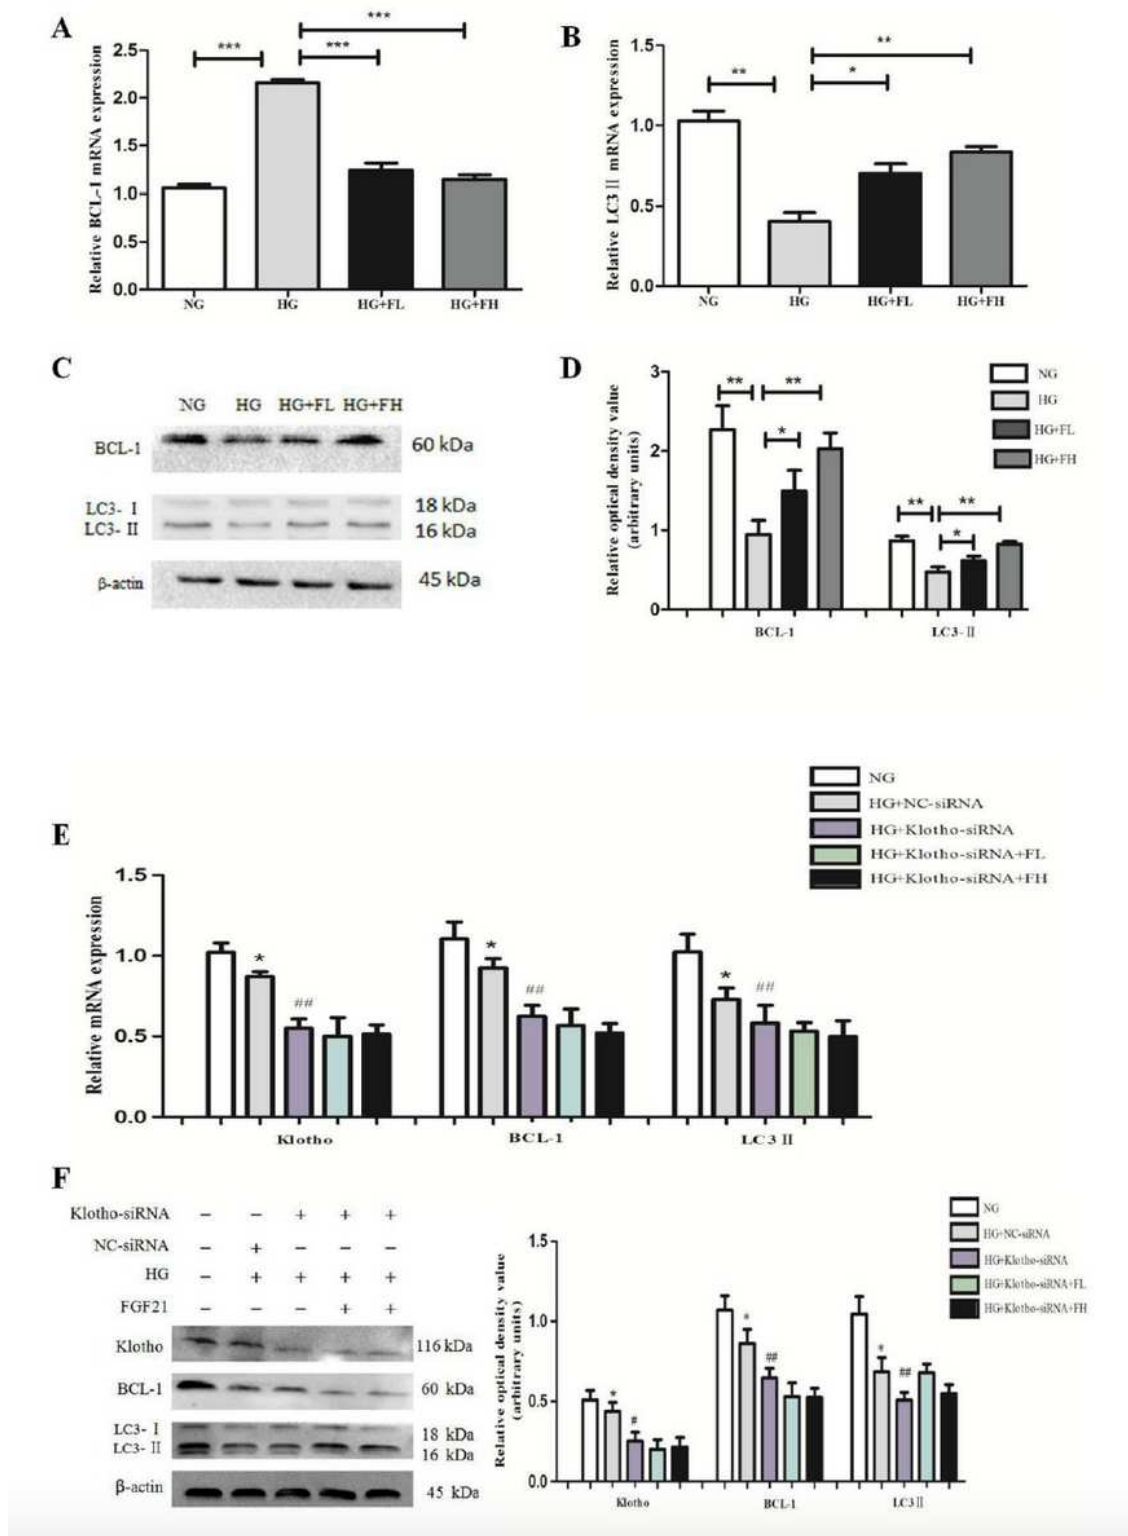 A
Relative BCL-1 mRNA expression
2.5
2.0
1.5
1.0
0.5
0.0
***
***
***
NG HG HG+FL HG+FH
B
Relative LC3 II mRNA expression
1.5
1.0
0.5
0.0
**
*
**
NG HG HG+FL HG+FH
C
NG HG HG+FL HG+FH
BCL-1 60 kDa
LC3- I 18 kDa
LC3- II 16 kDa
β-actin 45 kDa
D
Relative optical density value
(arbitrary units)
3
2
1
0
** **
*
** **
*
BCL-1 LC3-II
NG
HG
HG+FL
HG+FH
E
NG
HG+NC-siRNA
HG+Klotho-siRNA
HG+Klotho-siRNA+FL
HG+Klotho-siRNA+FH
Relative mRNA expression
1.5
1.0
0.5
0.0
* ## * ## * ##
Klotho BCL-1 LC3 II
F
Klotho-siRNA − − + + +
NC-siRNA − + − − −
HG − + + + +
FGF21 − − − + +
Klotho 116 kDa
BCL-1 60 kDa
LC3- I 18 kDa
LC3- II 16 kDa
β-actin 45 kDa
Relative optical density value
(arbitrary units)
1.5
1.0
0.5
0.0
* # * ## * ##
Klotho BCL-1 LC3 II
NG
HG+NC-siRNA
HG+Klotho-siRNA
HG+Klotho-siRNA+FL
HG+Klotho-siRNA+FH